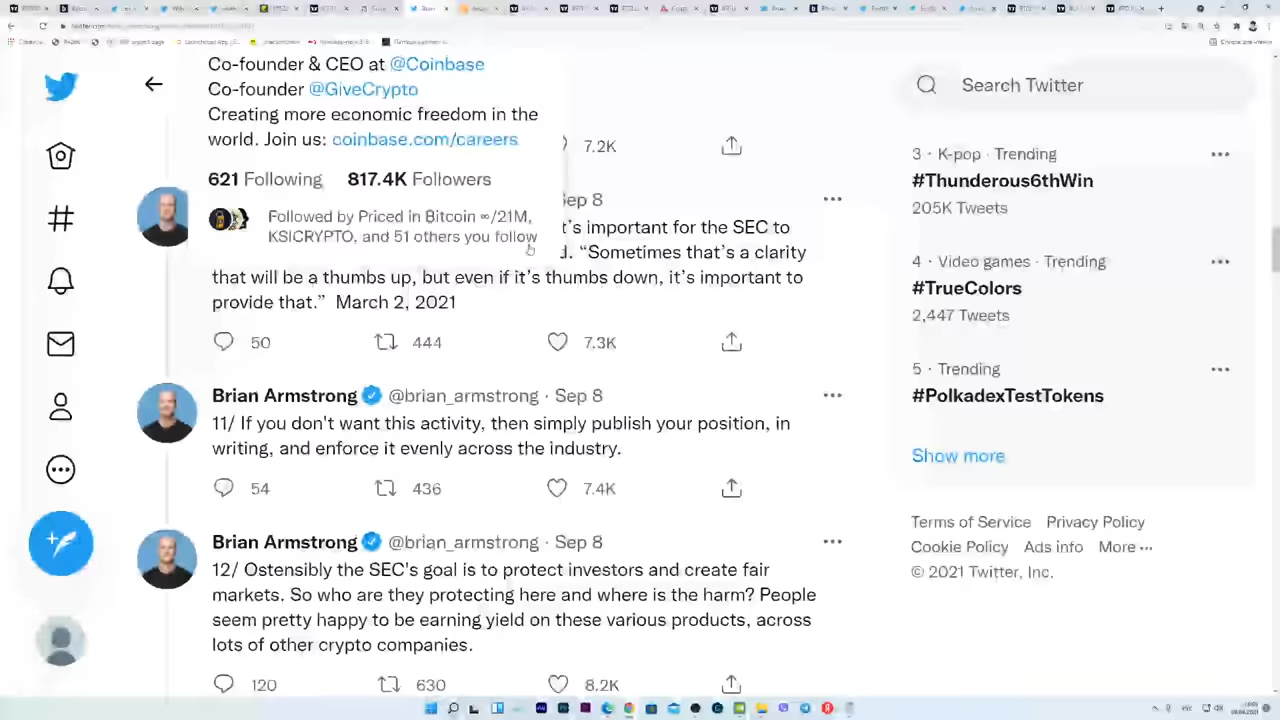 Co-founder & CEO at @Coinbase
Co-founder @GiveCrypto
Creating more economic freedom in the
world. Join us: coinbase.com/careers
621 Following 817.4K Followers
Followed by Priced in Bitcoin ∞/21M,
KSICRYPTO, and 51 others you follow
7.2K
Sep 8
t's important for the SEC to
d. “Sometimes that's a clarity
that will be a thumbs up, but even if it's thumbs down, it's important to
provide that.” March 2, 2021
50 444 7.3K
Brian Armstrong @brian_armstrong · Sep 8
11/ If you don't want this activity, then simply publish your position, in
writing, and enforce it evenly across the industry.
54 436 7.4K
Brian Armstrong @brian_armstrong · Sep 8
12/ Ostensibly the SEC's goal is to protect investors and create fair
markets. So who are they protecting here and where is the harm? People
seem pretty happy to be earning yield on these various products, across
lots of other crypto companies.
120 630 8.2K
Search Twitter
3 · K-pop · Trending
#Thunderous6thWin
205K Tweets
4 · Video games · Trending
#TrueColors
2,447 Tweets
5 · Trending
#PolkadexTestTokens
Show more
Terms of Service Privacy Policy
Cookie Policy Ads info More ···
© 2021 Twitter, Inc.